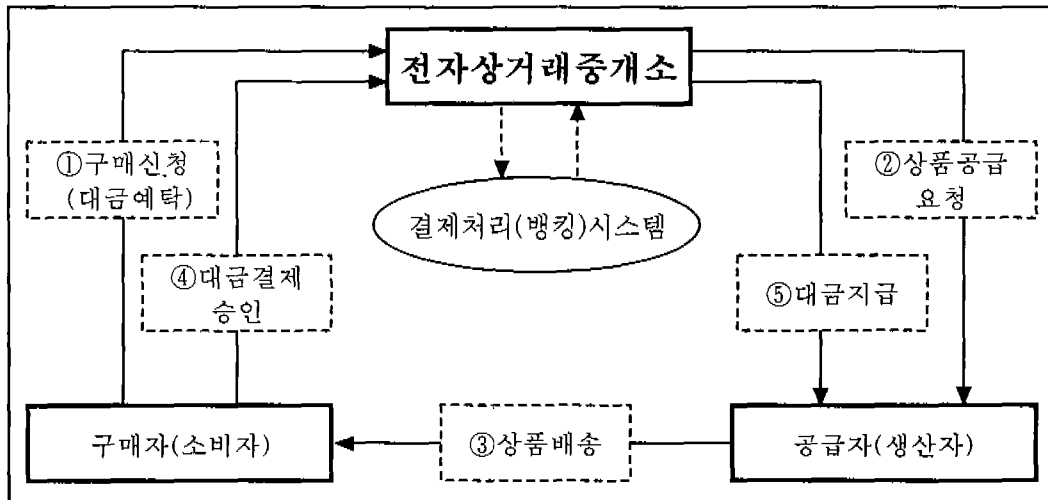 전자상거래중개소
①구매신청
(대금예탁)
②상품공급
요청
결제처리(뱅킹)시스템
④대금결제
승인
⑤대금지급
구매자(소비자)
③상품배송
공급자(생산자)